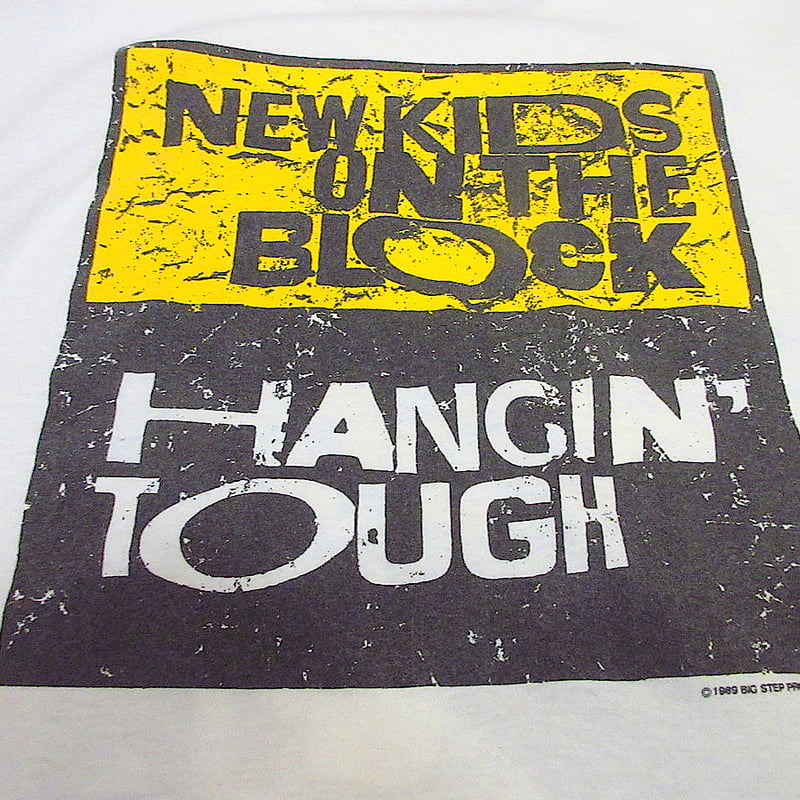 NEW KIDS
ON THE
BLOCK
HANGIN'
TOUGH
© 1989 BIG STEP